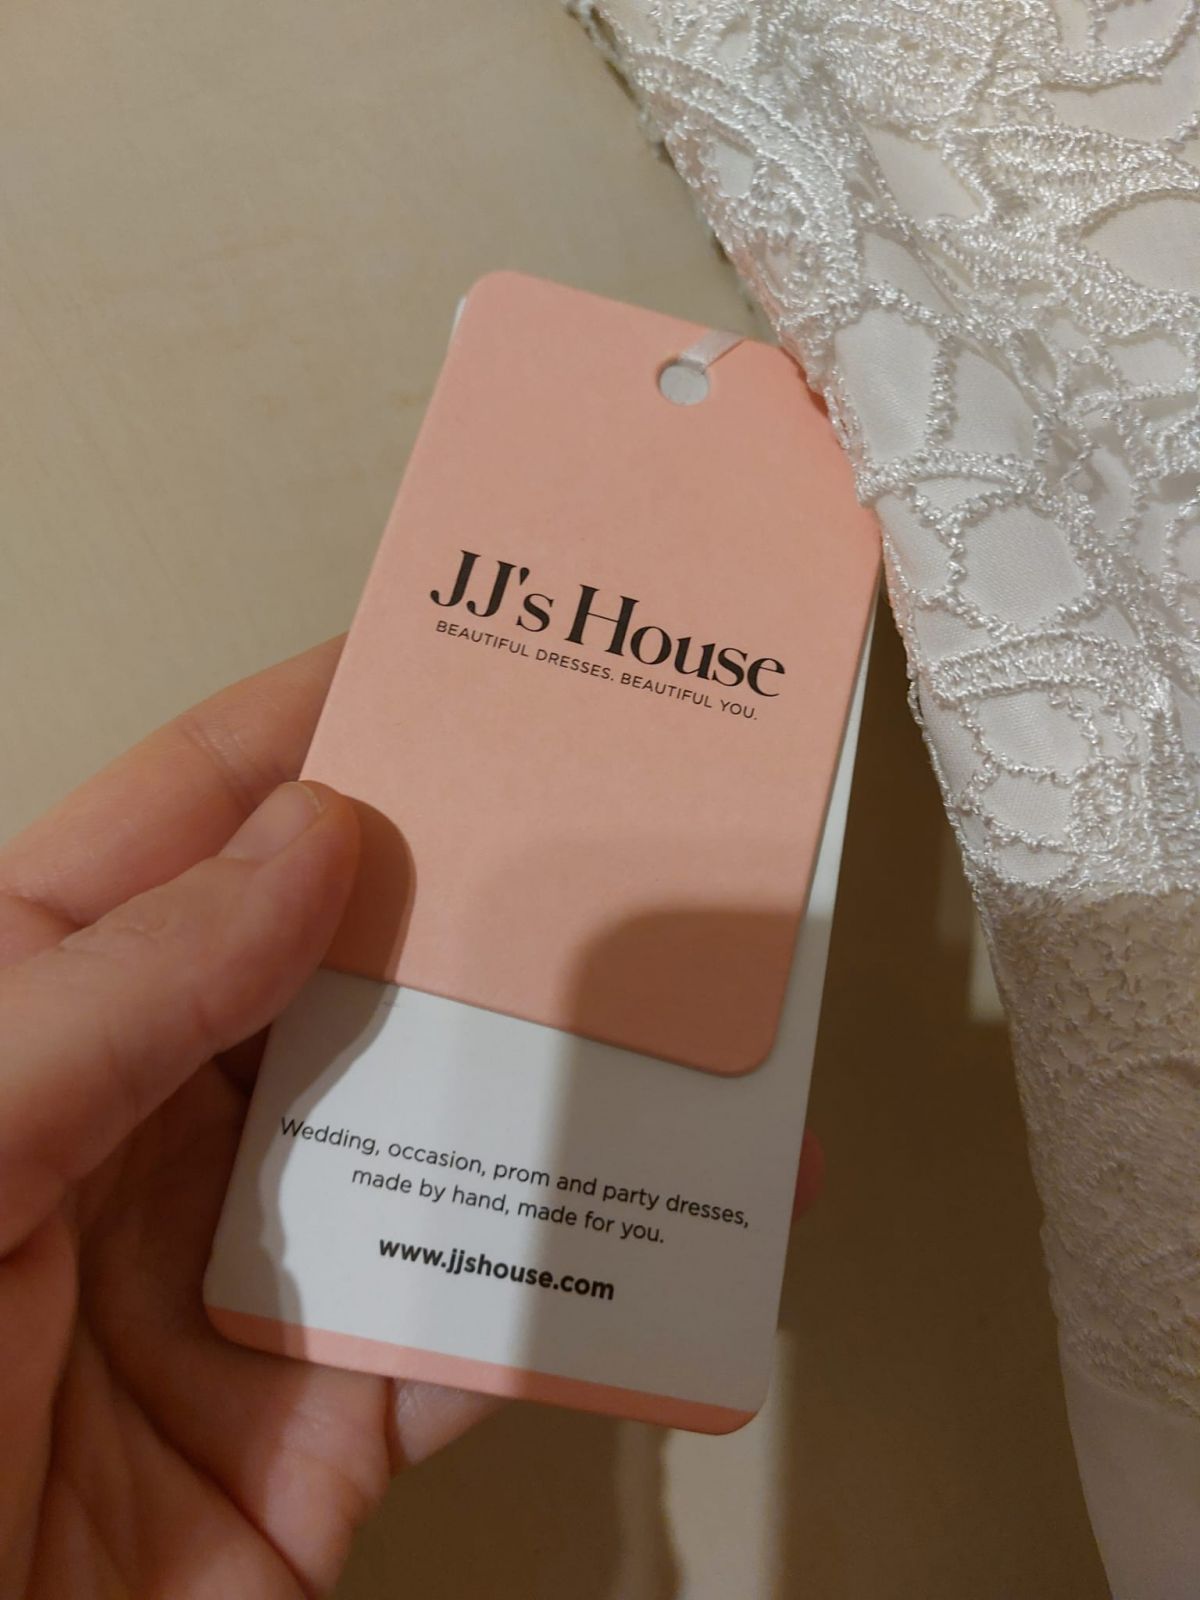 JJ's House
BEAUTIFUL DRESSES. BEAUTIFUL YOU.
Wedding, occasion, prom and party dresses,
made by hand, made for you.
www.jjshouse.com